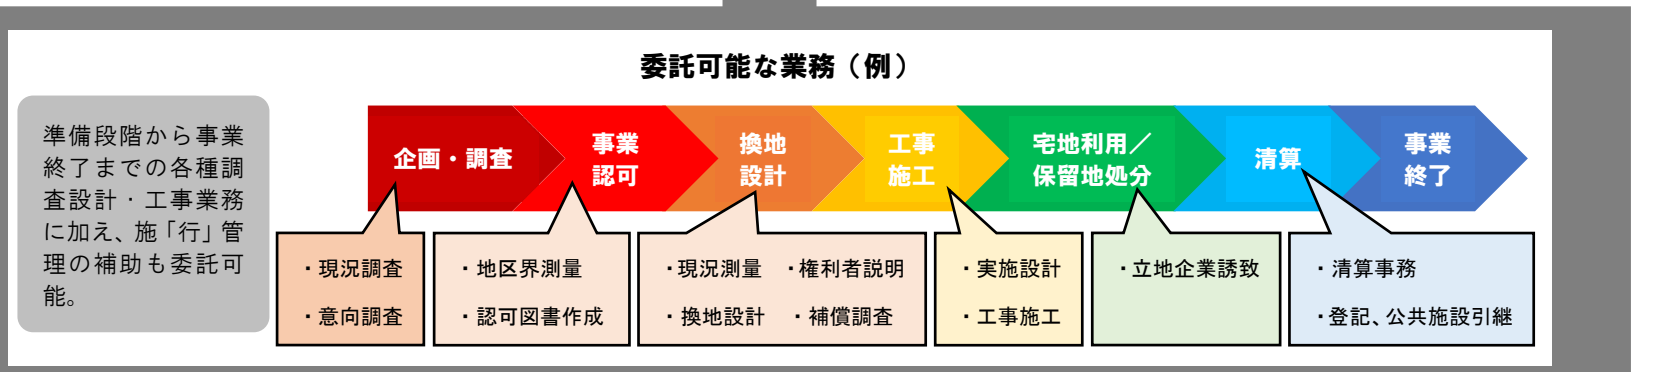 委託可能な業務（例）
準備段階から事業
終了までの各種調
査設計・工事業務
に加え、施「行」管
理の補助も委託可
能。
企画・調査
事業
認可
換地
設計
工事
施工
宅地利用／
保留地処分
清算
事業
終了
・現況調査
・意向調査
・地区界測量
・認可図書作成
・現況測量 ・権利者説明
・換地設計 ・補償調査
・実施設計
・工事施工
・立地企業誘致
・清算事務
・登記、公共施設引継